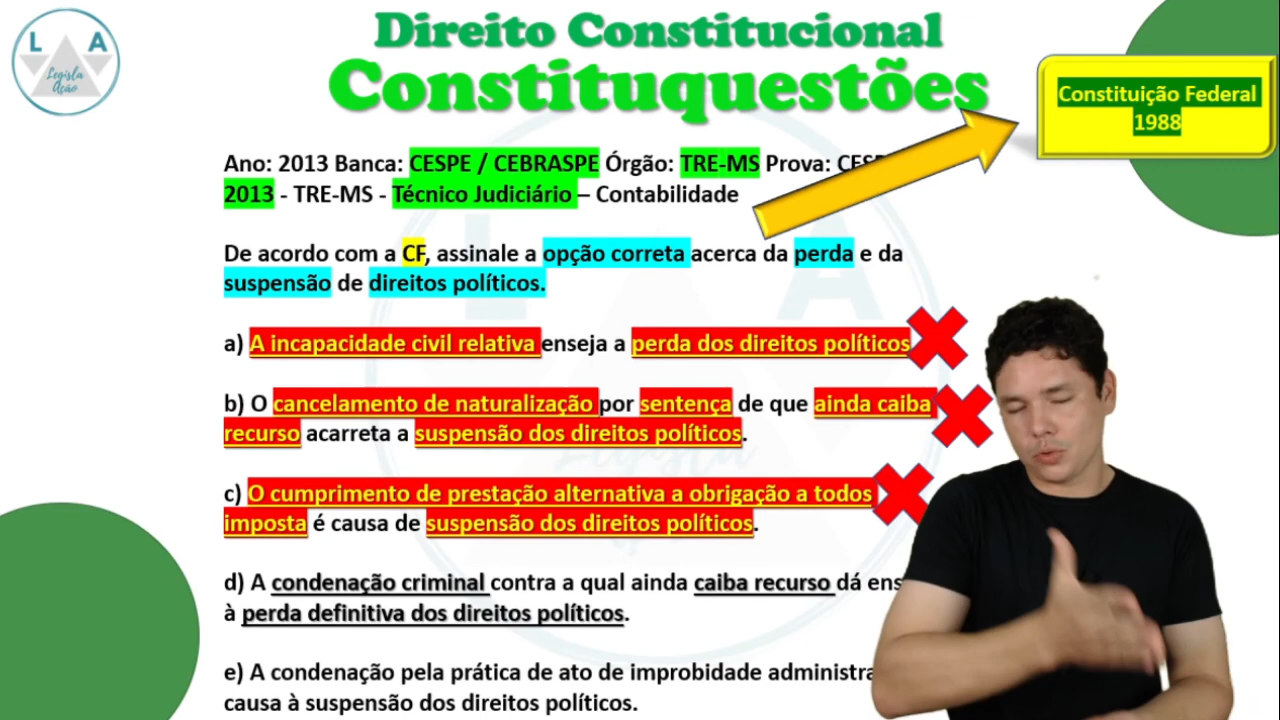 L A
Legisla
Ação
Direito Constitucional
Constituquestões
Constituição Federal
1988
Ano: 2013 Banca: CESPE / CEBRASPE Órgão: TRE-MS Prova:
2013 - TRE-MS - Técnico Judiciário – Contabilidade
De acordo com a CF, assinale a opção correta acerca da perda e da
suspensão de direitos políticos.
a) A incapacidade civil relativa enseja a perda dos direitos políticos
b) O cancelamento de naturalização por sentença de que ainda caiba
recurso acarreta a suspensão dos direitos políticos.
c) O cumprimento de prestação alternativa a obrigação a todos
imposta é causa de suspensão dos direitos políticos.
d) A condenação criminal contra a qual ainda caiba recurso dá
à perda definitiva dos direitos políticos.
e) A condenação pela prática de ato de improbidade
causa à suspensão dos direitos políticos.